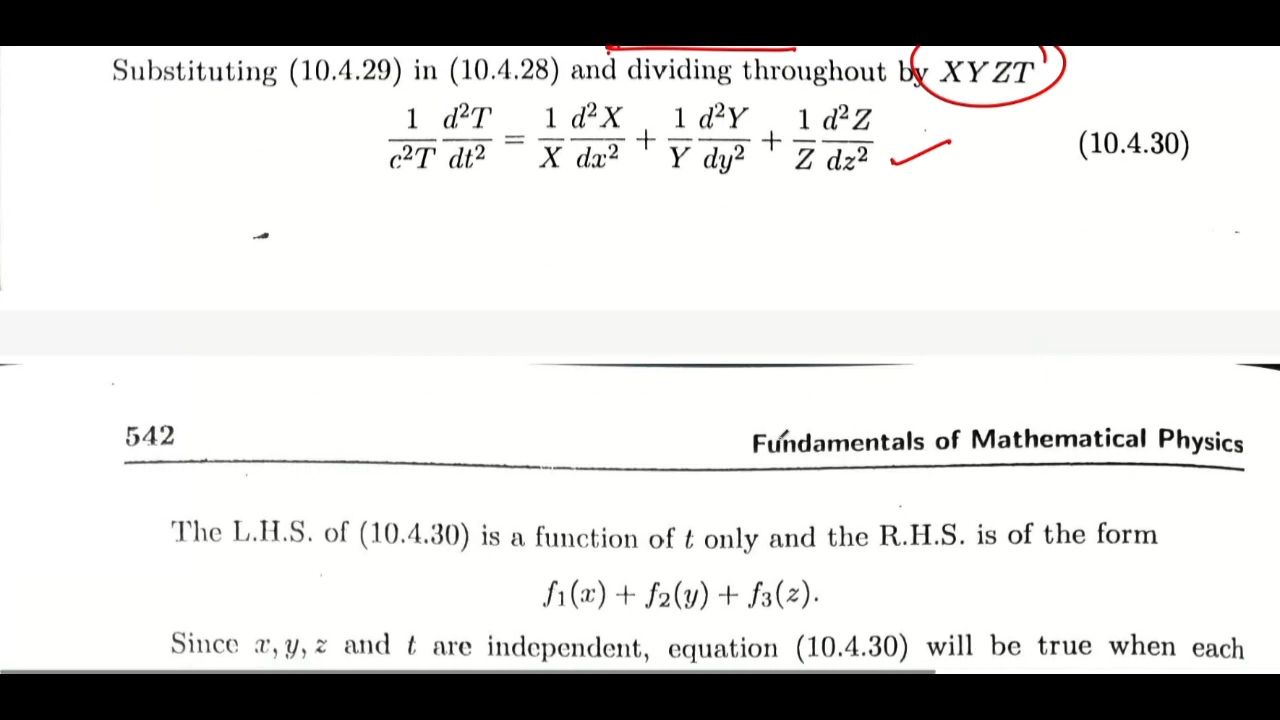 Substituting (10.4.29) in (10.4.28) and dividing throughout by XYZT
1/(c²T) d²T/dt² = 1/X d²X/dx² + 1/Y d²Y/dy² + 1/Z d²Z/dz² (10.4.30)
542 Fundamentals of Mathematical Physics
The L.H.S. of (10.4.30) is a function of t only and the R.H.S. is of the form
f₁(x) + f₂(y) + f₃(z).
Since x, y, z and t are independent, equation (10.4.30) will be true when each